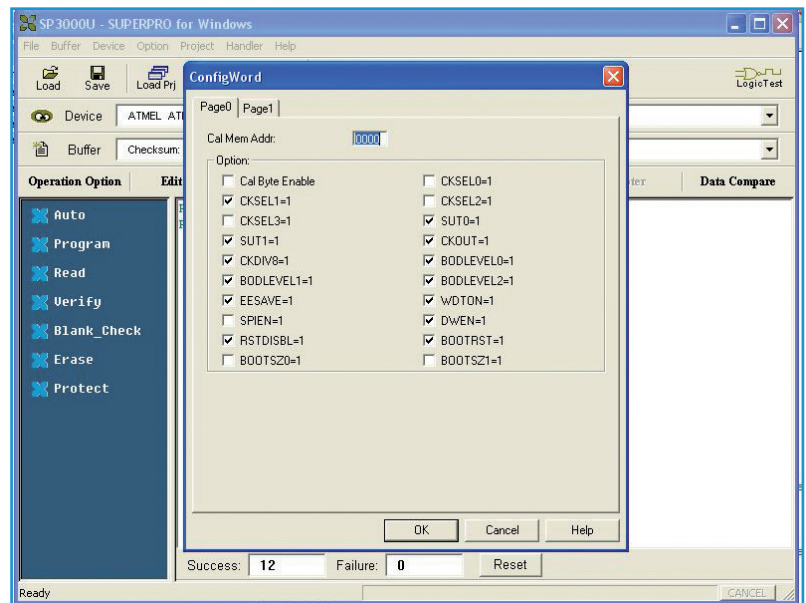 SP3000U - SUPERPRO for Windows
File Buffer Device Option Project Handler Help
Load Save Load Prj LogicTest
Device ATMEL
Buffer Checksum:
Operation Option Edit Data Compare
ConfigWord
Page0 Page1
Cal Mem Addr: 0000
Option:
Cal Byte Enable CKSEL0=1
CKSEL1=1 CKSEL2=1
CKSEL3=1 SUT0=1
SUT1=1 CKOUT=1
CKDIV8=1 BODLEVEL0=1
BODLEVEL1=1 BODLEVEL2=1
EESAVE=1 WDTON=1
SPIEN=1 DWEN=1
RSTDISBL=1 BOOTRST=1
BOOTSZ0=1 BOOTSZ1=1
OK Cancel Help
Auto
Program
Read
Verify
Blank_Check
Erase
Protect
Success: 12 Failure: 0 Reset
Ready CANCEL